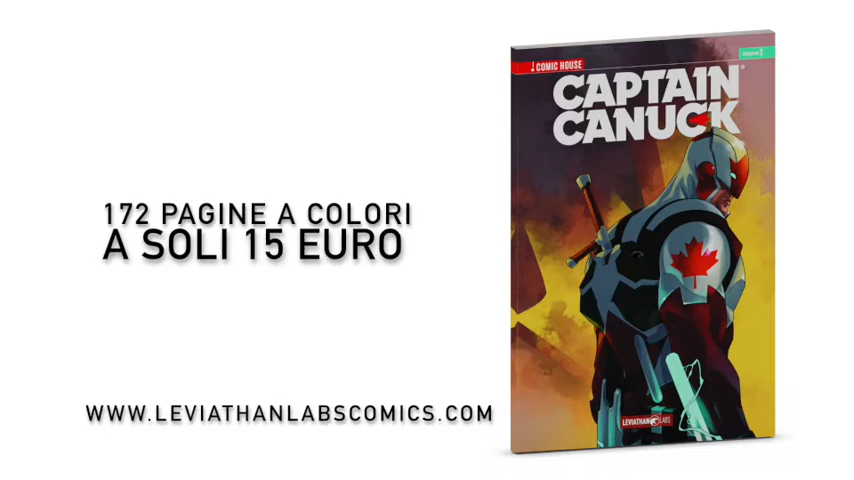 172 PAGINE A COLORI
A SOLI 15 EURO
WWW.LEVIATHANLABSCOMICS.COM
COMIC HOUSE
CAPTAIN
CANUCK
LEVIATHAN LABS